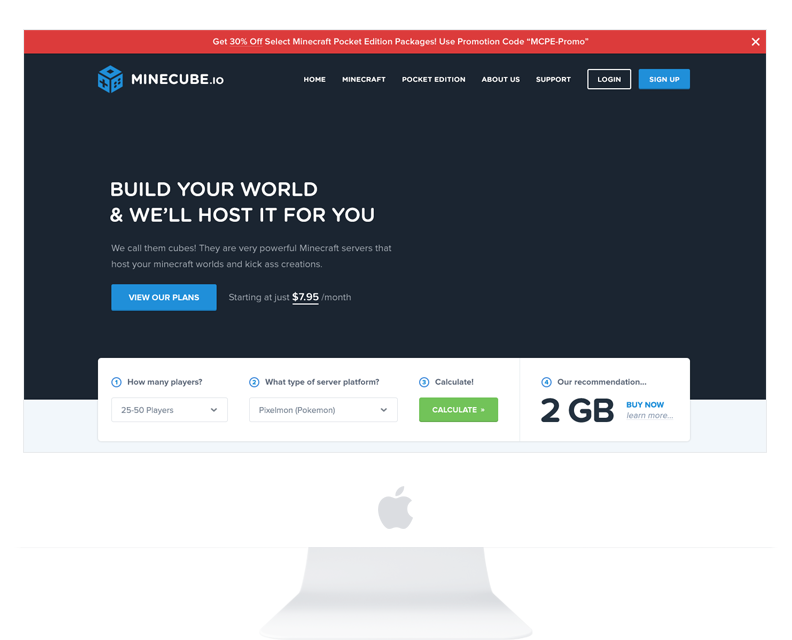 Get 30% Off Select Minecraft Pocket Edition Packages! Use Promotion Code “MCPE-Promo”
MINECUBE.IO
HOME
MINECRAFT
POCKET EDITION
ABOUT US
SUPPORT
LOGIN
SIGN UP
BUILD YOUR WORLD
& WE’LL HOST IT FOR YOU
We call them cubes! They are very powerful Minecraft servers that
host your minecraft worlds and kick ass creations.
VIEW OUR PLANS
Starting at just $7.95 /month
1 How many players?
25-50 Players
2 What type of server platform?
Pixelmon (Pokemon)
3 Calculate!
CALCULATE »
4 Our recommendation...
2 GB
BUY NOW
learn more...